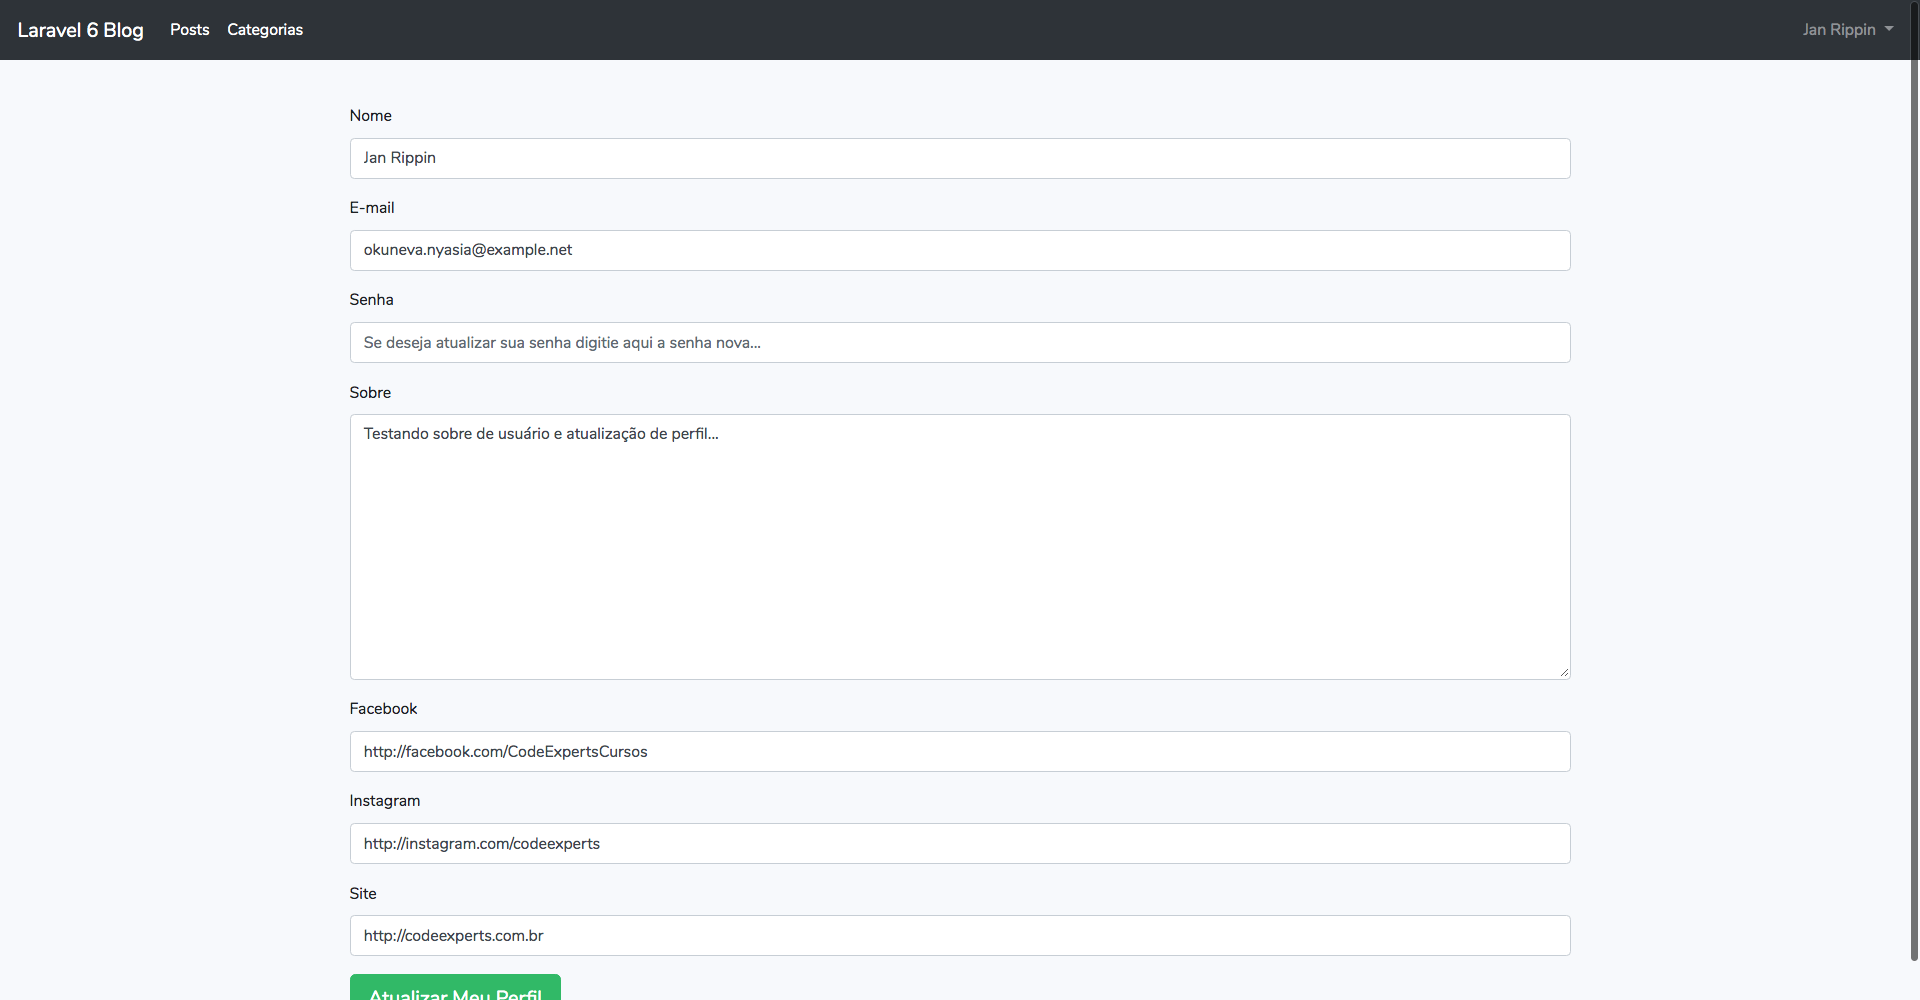 Laravel 6 Blog Posts Categorias Jan Rippin
Nome
Jan Rippin
E-mail
okuneva.nyasia@example.net
Senha
Se deseja atualizar sua senha digitie aqui a senha nova...
Sobre
Testando sobre de usuário e atualização de perfil...
Facebook
http://facebook.com/CodeExpertsCursos
Instagram
http://instagram.com/codeexperts
Site
http://codeexperts.com.br
Atualizar Meu Perfil